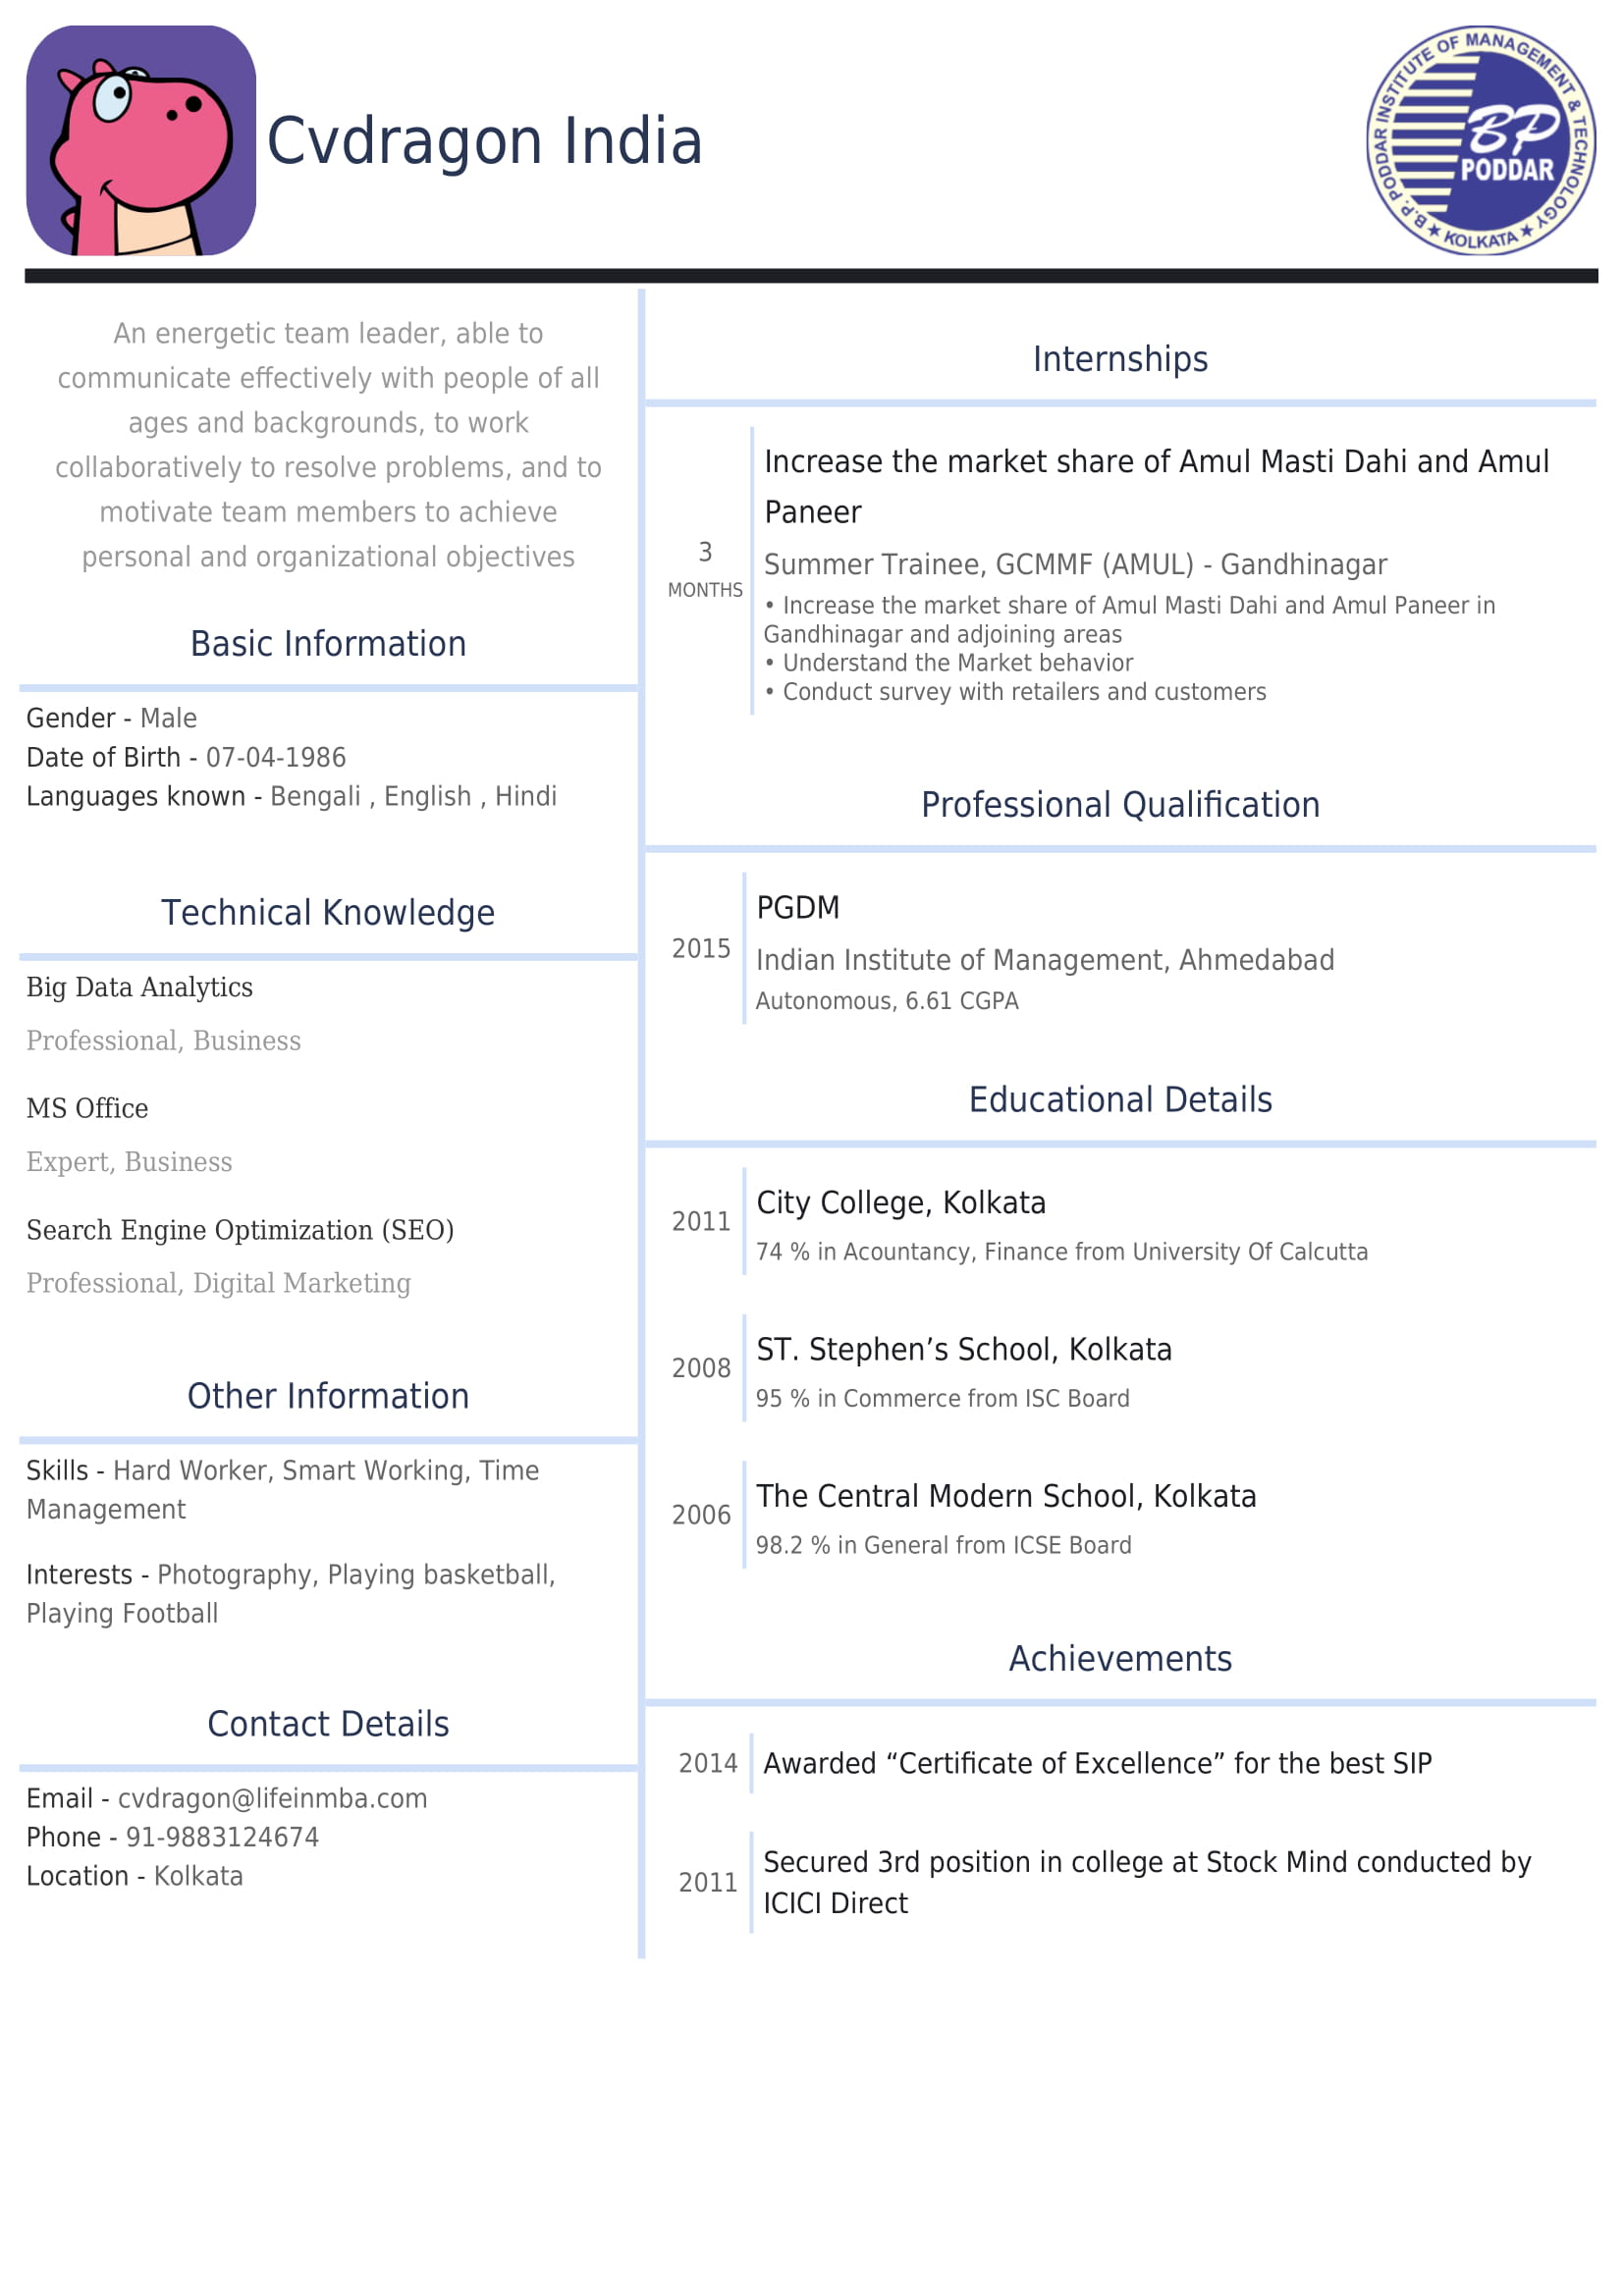 Cvdragon India
B.P. PODDAR INSTITUTE OF MANAGEMENT & TECHNOLOGY
★ KOLKATA ★
BP
PODDAR
An energetic team leader, able to
communicate effectively with people of all
ages and backgrounds, to work
collaboratively to resolve problems, and to
motivate team members to achieve
personal and organizational objectives
Basic Information
Gender - Male
Date of Birth - 07-04-1986
Languages known - Bengali , English , Hindi
Technical Knowledge
Big Data Analytics
Professional, Business
MS Office
Expert, Business
Search Engine Optimization (SEO)
Professional, Digital Marketing
Other Information
Skills - Hard Worker, Smart Working, Time
Management
Interests - Photography, Playing basketball,
Playing Football
Contact Details
Email - cvdragon@lifeinmba.com
Phone - 91-9883124674
Location - Kolkata
Internships
3
MONTHS
Increase the market share of Amul Masti Dahi and Amul
Paneer
Summer Trainee, GCMMF (AMUL) - Gandhinagar
• Increase the market share of Amul Masti Dahi and Amul Paneer in
Gandhinagar and adjoining areas
• Understand the Market behavior
• Conduct survey with retailers and customers
Professional Qualification
2015
PGDM
Indian Institute of Management, Ahmedabad
Autonomous, 6.61 CGPA
Educational Details
2011
City College, Kolkata
74 % in Acountancy, Finance from University Of Calcutta
2008
ST. Stephen’s School, Kolkata
95 % in Commerce from ISC Board
2006
The Central Modern School, Kolkata
98.2 % in General from ICSE Board
Achievements
2014
Awarded “Certificate of Excellence” for the best SIP
2011
Secured 3rd position in college at Stock Mind conducted by
ICICI Direct